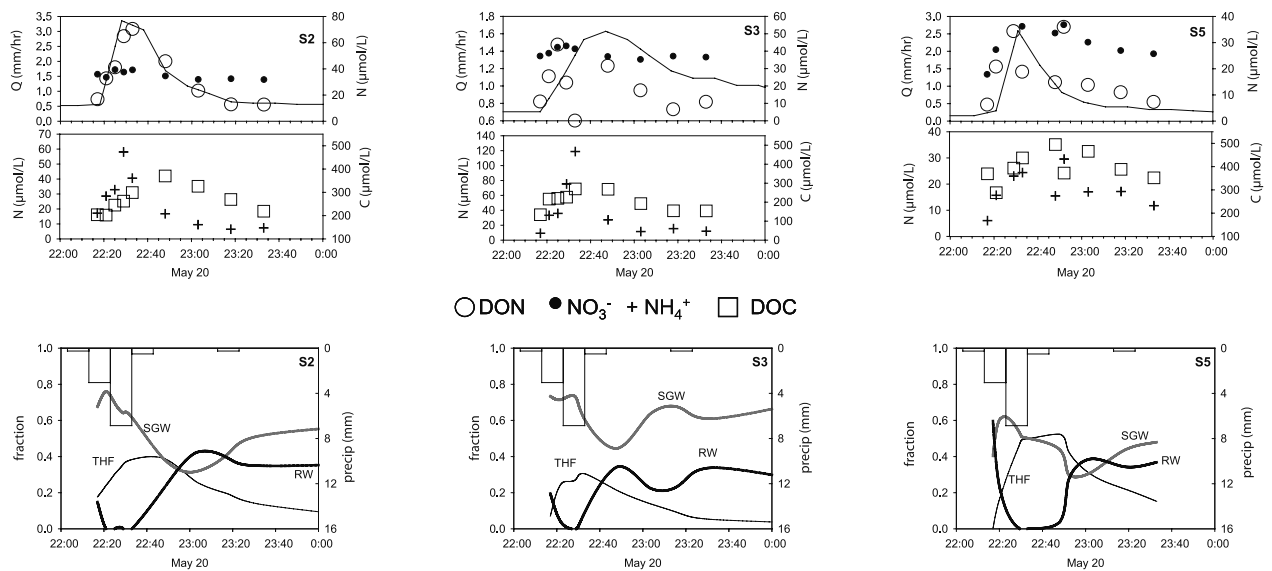 S2
Q (mm/hr)
3,5
3,0
2,5
2,0
1,5
1,0
0,5
0,0
N (µmol/L)
80
70
60
50
40
30
20
10
0
N (µmol/L)
70
60
50
40
30
20
10
0
C (µmol/L)
500
400
300
200
100
22:00 22:20 22:40 23:00 23:20 23:40 0:00
May 20
S3
Q (mm/hr)
1.8
1.6
1.4
1.2
1.0
0.8
0.6
N (µmol/L)
60
50
40
30
20
10
0
N (µmol/L)
140
120
100
80
60
40
20
0
C (µmol/L)
500
400
300
200
100
0
22:00 22:20 22:40 23:00 23:20 23:40 0:00
May 20
S5
Q (mm/hr)
3,0
2,5
2,0
1,5
1,0
0,5
0,0
N (µmol/L)
40
30
20
10
0
N (µmol/L)
40
30
20
10
0
C (µmol/L)
500
400
300
200
100
22:00 22:20 22:40 23:00 23:20 23:40 0:00
May 20
DON NO₃⁻ + NH₄⁺ DOC
S2
fraction
1.0
0.8
0.6
0.4
0.2
0.0
SGW
THF
RW
precip (mm)
0
4
8
12
16
22:00 22:20 22:40 23:00 23:20 23:40 0:00
May 20
S3
fraction
1.0
0.8
0.6
0.4
0.2
0.0
SGW
THF
RW
precip (mm)
0
4
8
12
16
22:00 22:20 22:40 23:00 23:20 23:40 0:00
May 20
S5
fraction
1.0
0.8
0.6
0.4
0.2
0.0
SGW
THF
RW
precip (mm)
0
4
8
12
16
22:00 22:20 22:40 23:00 23:20 23:40 0:00
May 20